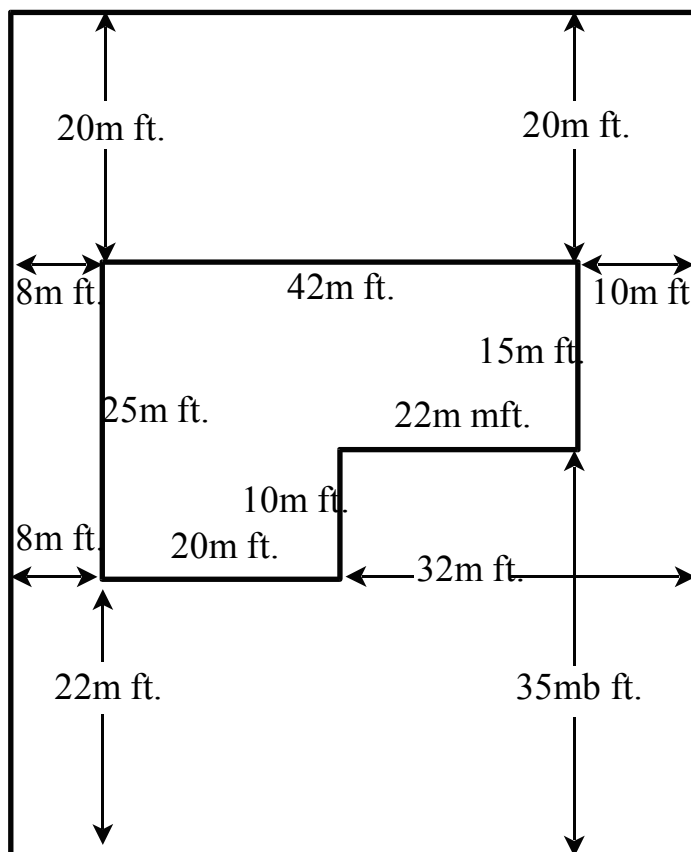 20m ft.
20m ft.
8m ft.
42m ft.
10m ft
15m ft.
25m ft.
22m mft.
10m ft.
8m ft.
20m ft.
32m ft.
22m ft.
35mb ft.